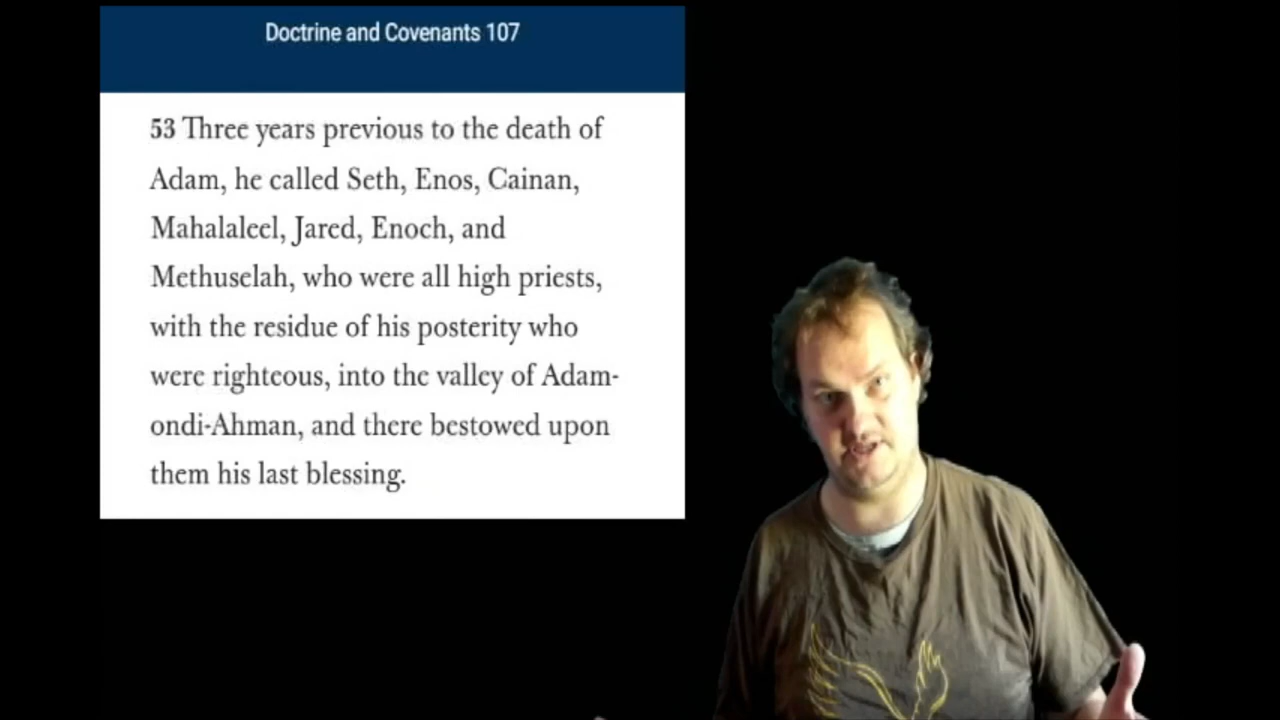 Doctrine and Covenants 107
53 Three years previous to the death of
Adam, he called Seth, Enos, Cainan,
Mahalaleel, Jared, Enoch, and
Methuselah, who were all high priests,
with the residue of his posterity who
were righteous, into the valley of Adam-
ondi-Ahman, and there bestowed upon
them his last blessing.